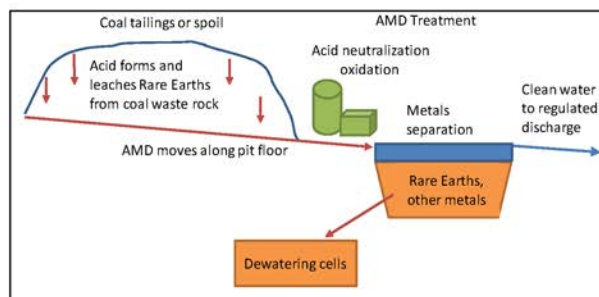 Coal tailings or spoil
AMD Treatment
Acid forms and
leaches Rare Earths
from coal waste rock
Acid neutralization
oxidation
AMD moves along pit floor
Metals
separation
Clean water
to regulated
discharge
Rare Earths,
other metals
Dewatering cells